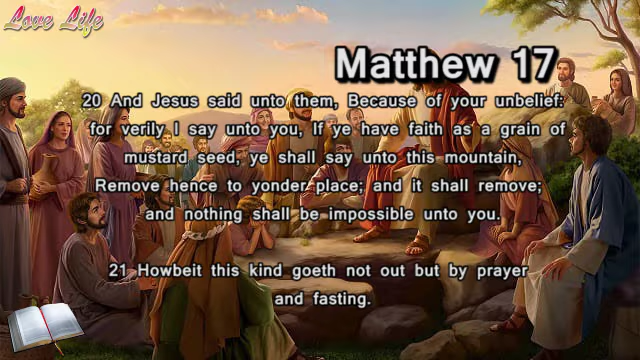 Love Life
Matthew 17
20 And Jesus said unto them, Because of your unbelief:
for verily I say unto you, If ye have faith as a grain of
mustard seed, ye shall say unto this mountain,
Remove hence to yonder place; and it shall remove;
and nothing shall be impossible unto you.
21 Howbeit this kind goeth not out but by prayer
and fasting.